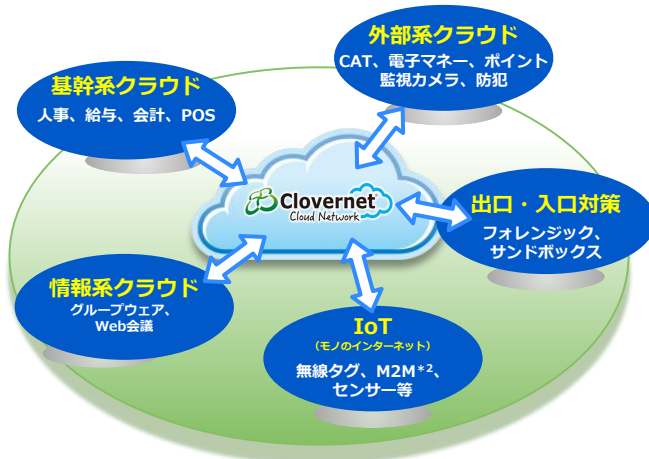 外部系クラウド
CAT、電子マネー、ポイント
監視カメラ、防犯
基幹系クラウド
人事、給与、会計、POS
Clovernet®
Cloud Network
出口・入口対策
フォレンジック、
サンドボックス
情報系クラウド
グループウェア、
Web会議
IoT
（モノのインターネット）
無線タグ、M2M*2、
センサー等